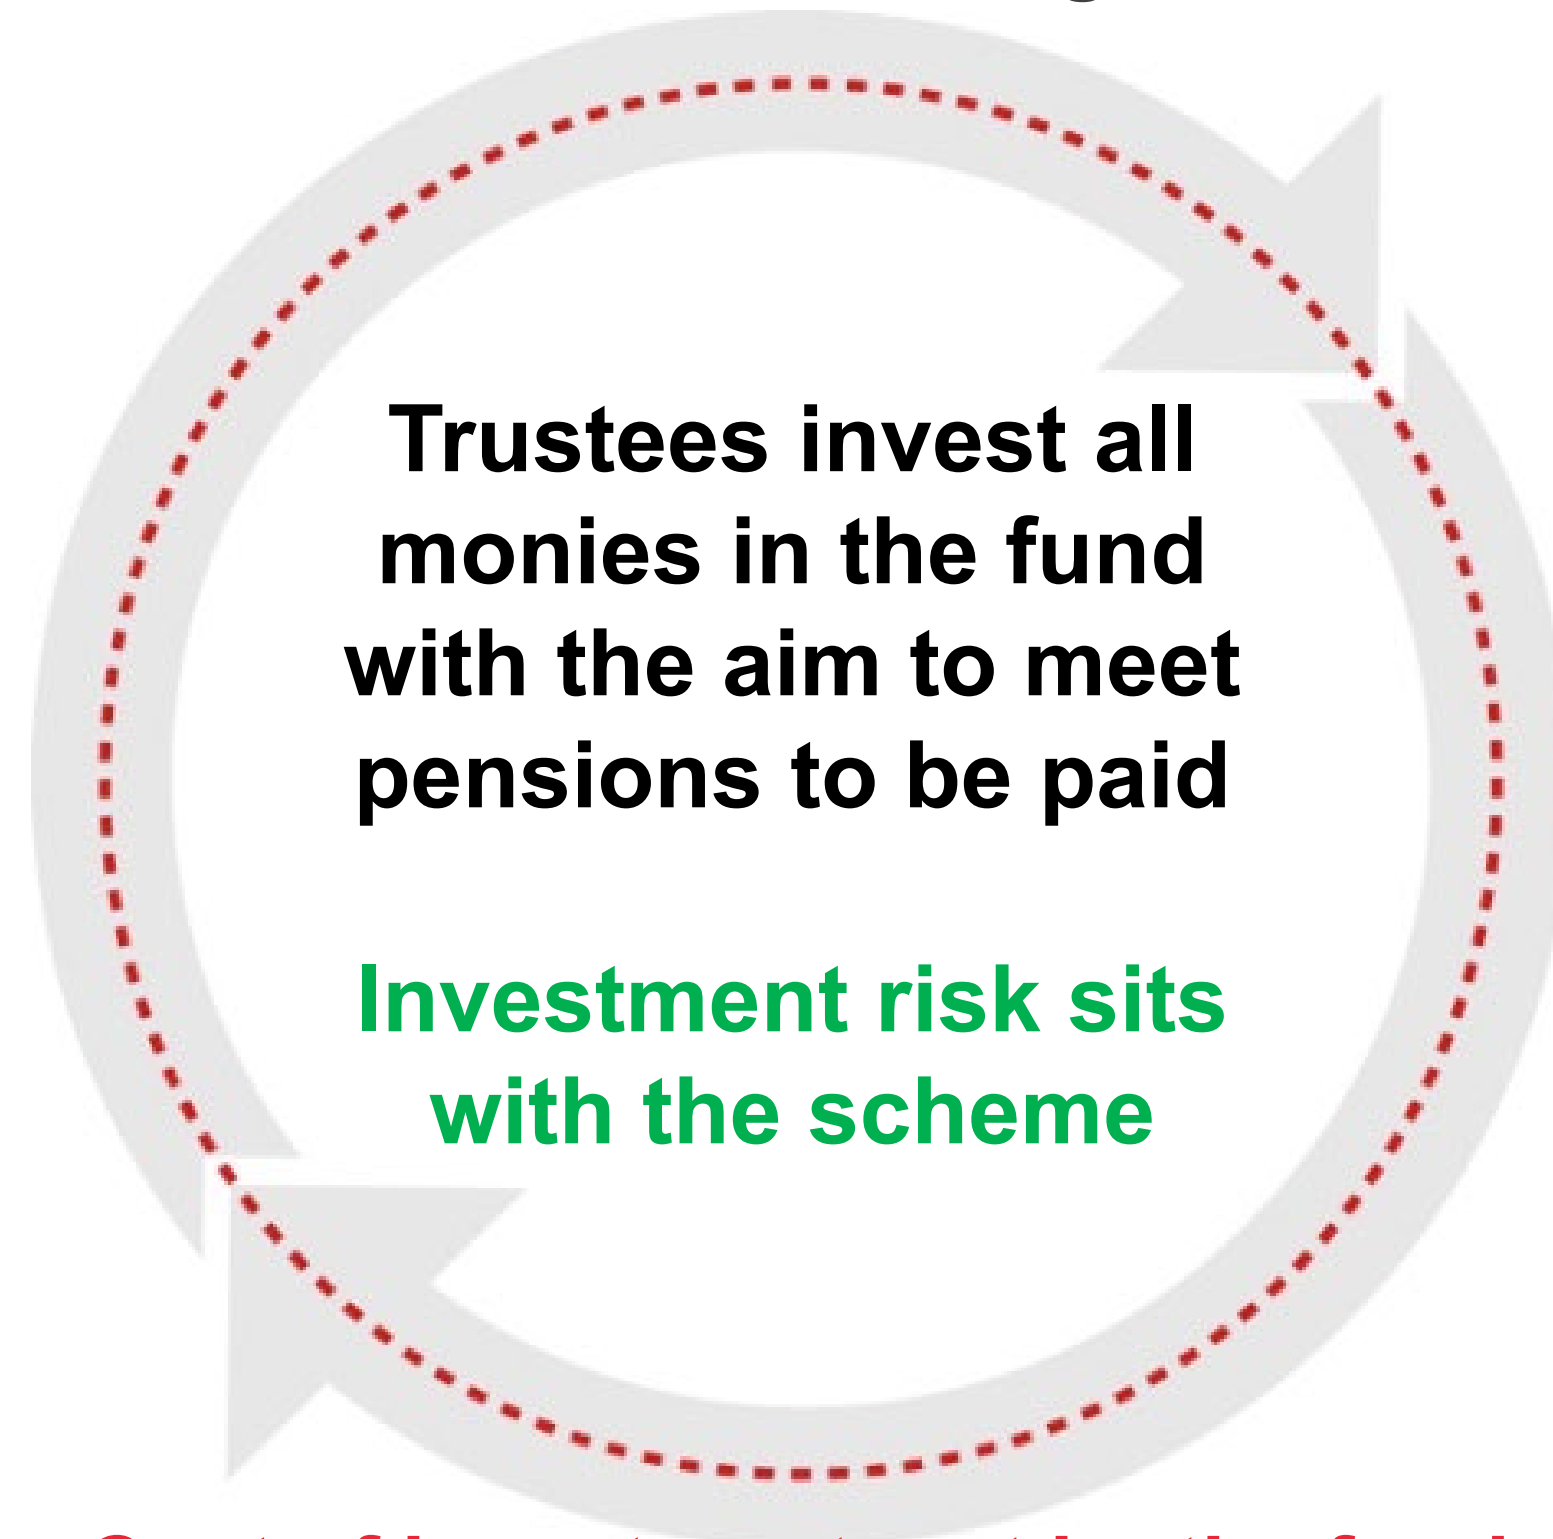 Trustees invest all
monies in the fund
with the aim to meet
pensions to be paid
Investment risk sits
with the scheme